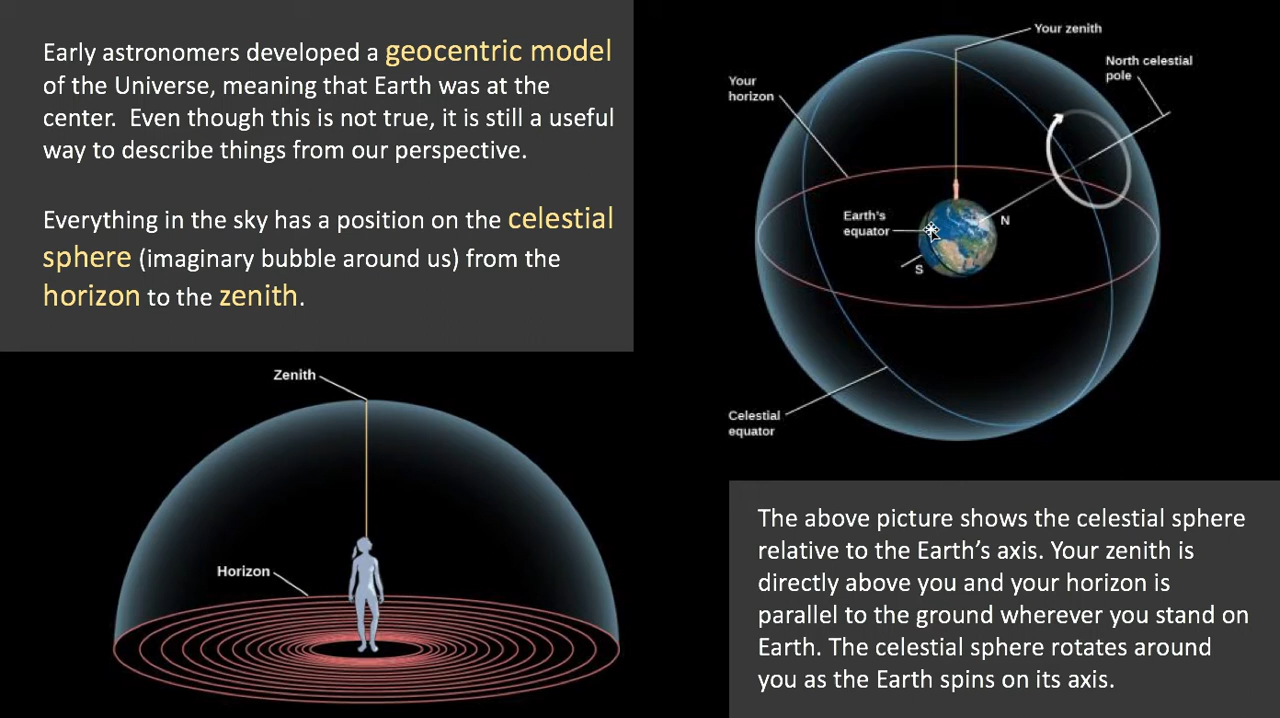 Early astronomers developed a geocentric model
of the Universe, meaning that Earth was at the
center.  Even though this is not true, it is still a useful
way to describe things from our perspective.
Everything in the sky has a position on the celestial
sphere (imaginary bubble around us) from the
horizon to the zenith.
Your zenith
North celestial
pole
Your
horizon
Earth's
equator
N
S
Celestial
equator
Zenith
Horizon
The above picture shows the celestial sphere
relative to the Earth's axis. Your zenith is
directly above you and your horizon is
parallel to the ground wherever you stand on
Earth. The celestial sphere rotates around
you as the Earth spins on its axis.